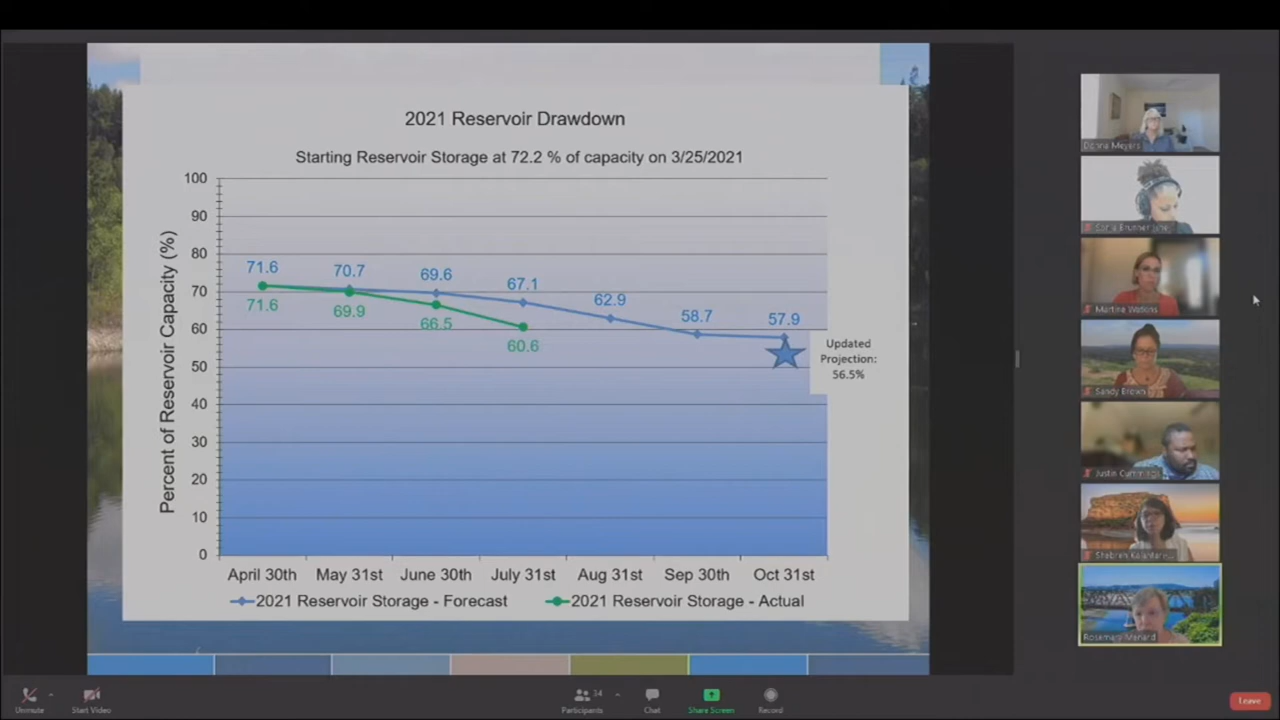 2021 Reservoir Drawdown
Starting Reservoir Storage at 72.2 % of capacity on 3/25/2021
Percent of Reservoir Capacity (%)
100
90
80
70
60
50
40
30
20
10
0
71.6
70.7
69.6
67.1
62.9
58.7
57.9
71.6
69.9
66.5
60.6
Updated
Projection:
56.5%
April 30th
May 31st
June 30th
July 31st
Aug 31st
Sep 30th
Oct 31st
2021 Reservoir Storage - Forecast
2021 Reservoir Storage - Actual
Donna Meyers
Martine Watkins
Sandy Brown
Justin
Rosemary Menard
Unmute
Start Video
Participants
34
Chat
Share Screen
Record
Leave